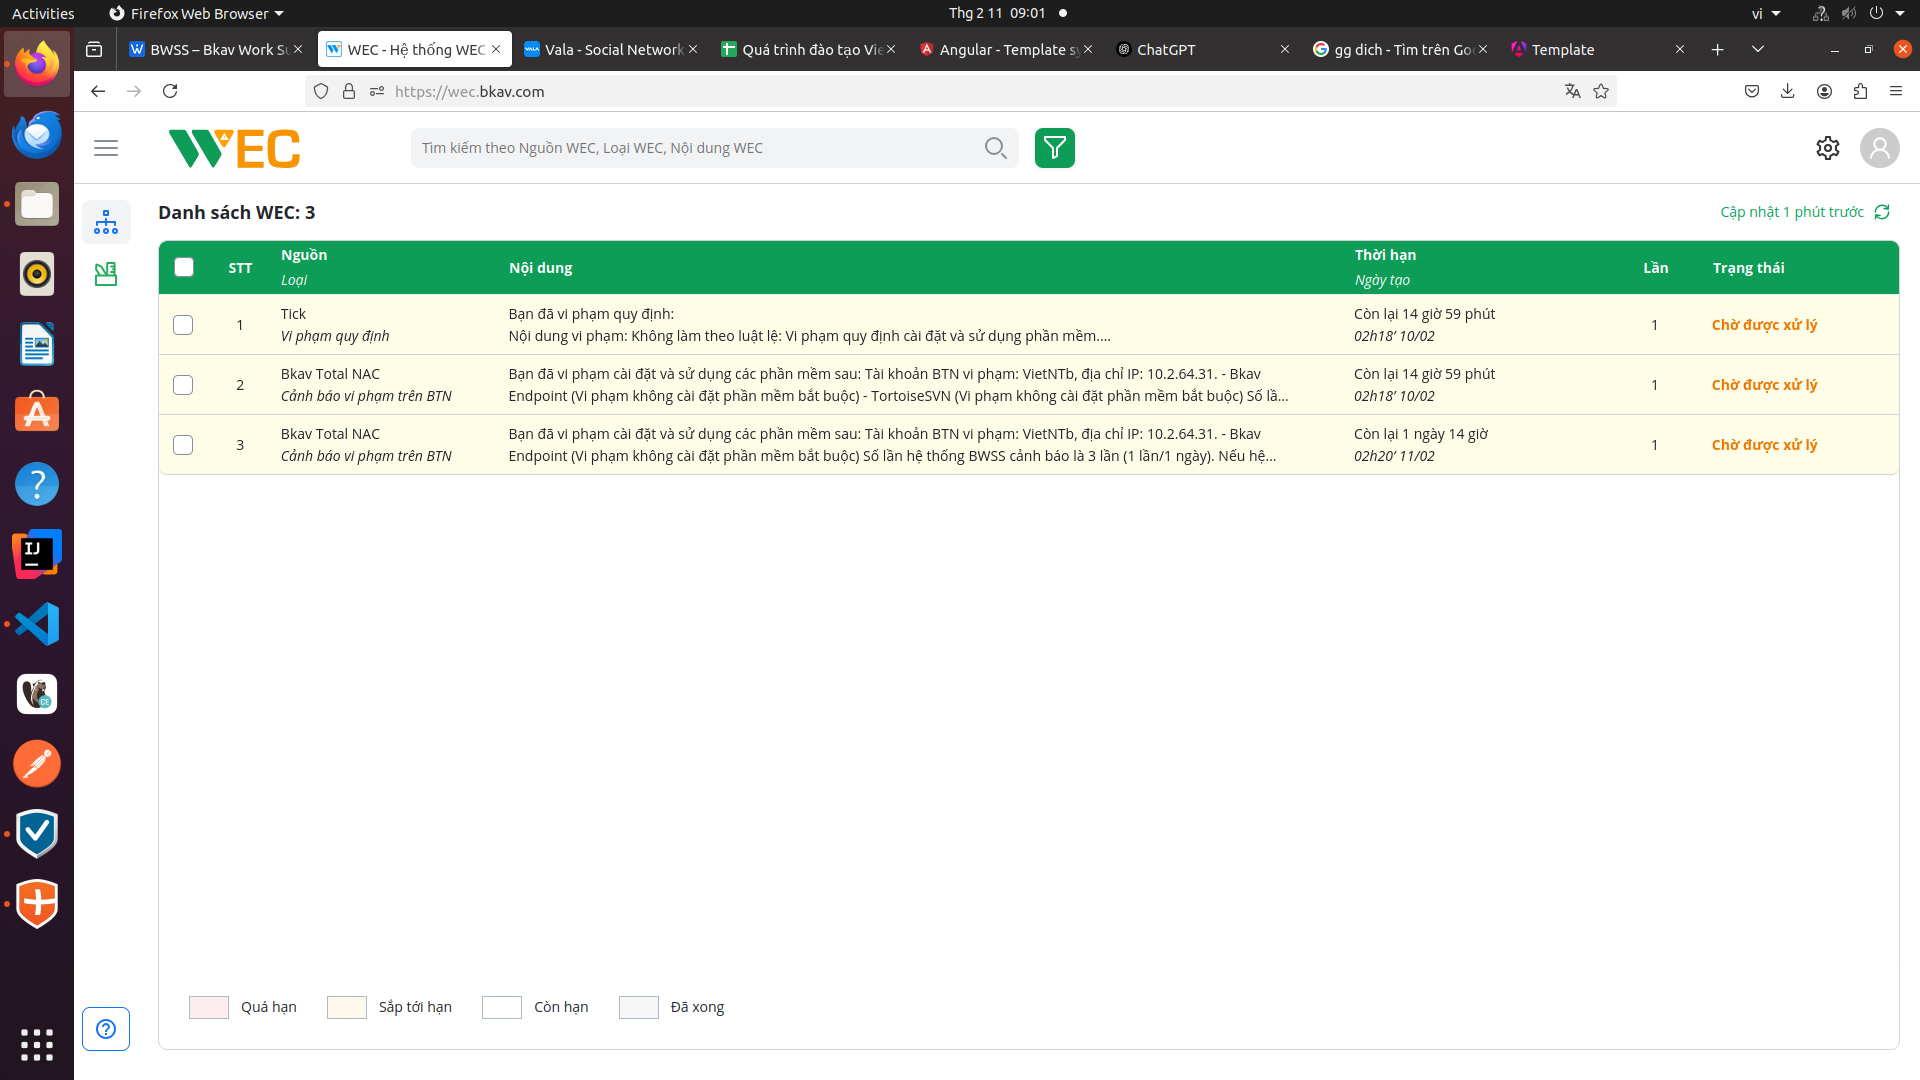 Activities
Firefox Web Browser
Thg 2 11 09:01
vi
BWSS – Bkav Work Su
WEC - Hệ thống WEC
Vala - Social Network
Quá trình đào tạo Vie
Angular - Template sy
ChatGPT
gg dich - Tìm trên Goo
Template
https://wec.bkav.com
WEC
Tìm kiếm theo Nguồn WEC, Loại WEC, Nội dung WEC
Danh sách WEC: 3
Cập nhật 1 phút trước
STT
Nguồn
Loại
Nội dung
Thời hạn
Ngày tạo
Lần
Trạng thái
1
Tick
Vi phạm quy định
Bạn đã vi phạm quy định:
Nội dung vi phạm: Không làm theo luật lệ: Vi phạm quy định cài đặt và sử dụng phần mềm....
Còn lại 14 giờ 59 phút
02h18’ 10/02
1
Chờ được xử lý
2
Bkav Total NAC
Cảnh báo vi phạm trên BTN
Bạn đã vi phạm cài đặt và sử dụng các phần mềm sau: Tài khoản BTN vi phạm: VietNTb, địa chỉ IP: 10.2.64.31. - Bkav
Endpoint (Vi phạm không cài đặt phần mềm bắt buộc) - TortoiseSVN (Vi phạm không cài đặt phần mềm bắt buộc) Số lầ...
Còn lại 14 giờ 59 phút
02h18’ 10/02
1
Chờ được xử lý
3
Bkav Total NAC
Cảnh báo vi phạm trên BTN
Bạn đã vi phạm cài đặt và sử dụng các phần mềm sau: Tài khoản BTN vi phạm: VietNTb, địa chỉ IP: 10.2.64.31. - Bkav
Endpoint (Vi phạm không cài đặt phần mềm bắt buộc) Số lần hệ thống BWSS cảnh báo là 3 lần (1 lần/1 ngày). Nếu hệ...
Còn lại 1 ngày 14 giờ
02h20’ 11/02
1
Chờ được xử lý
Quá hạn
Sắp tới hạn
Còn hạn
Đã xong